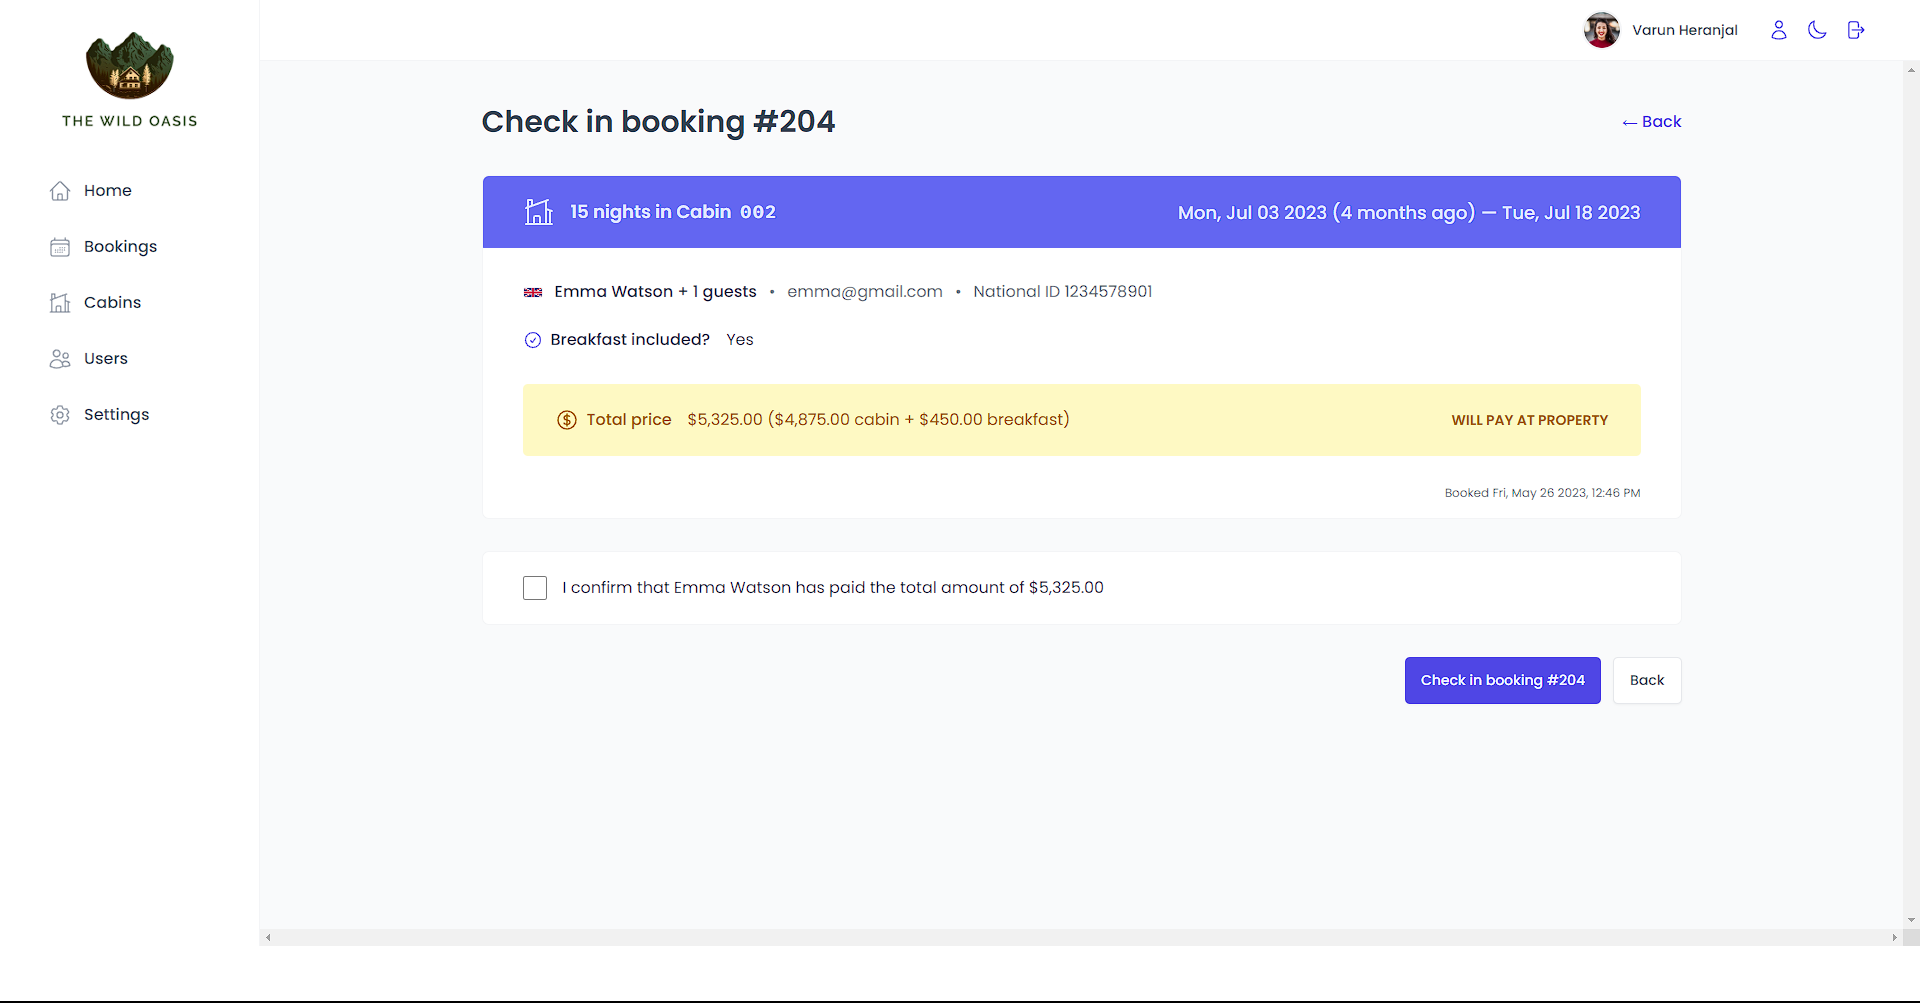 THE WILD OASIS
Home
Bookings
Cabins
Users
Settings
Varun Heranjal
Check in booking #204
← Back
15 nights in Cabin 002
Mon, Jul 03 2023 (4 months ago) — Tue, Jul 18 2023
Emma Watson + 1 guests • emma@gmail.com • National ID 1234578901
Breakfast included? Yes
Total price $5,325.00 ($4,875.00 cabin + $450.00 breakfast)
WILL PAY AT PROPERTY
Booked Fri, May 26 2023, 12:46 PM
I confirm that Emma Watson has paid the total amount of $5,325.00
Check in booking #204
Back